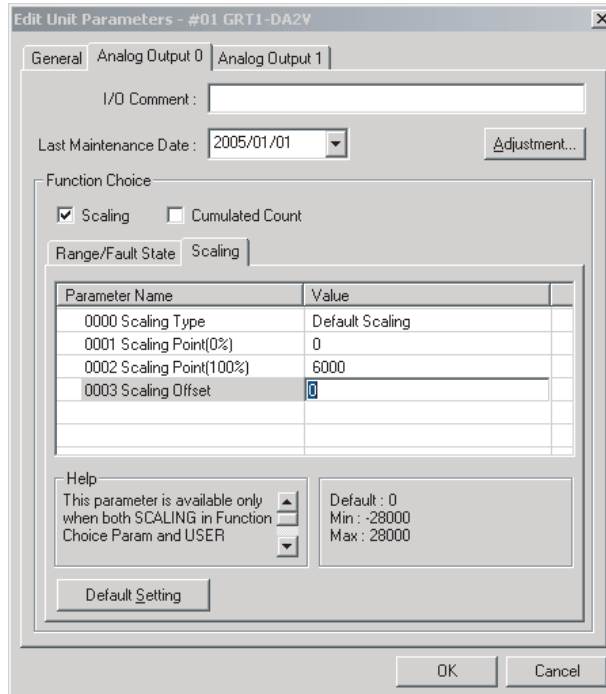 Edit Unit Parameters - #01 GRT1-DA2V
General Analog Output 0 Analog Output 1
I/O Comment :
Last Maintenance Date : 2005/01/01 Adjustment...
Function Choice
Scaling Cumulated Count
Range/Fault State Scaling
Parameter Name Value
0000 Scaling Type Default Scaling
0001 Scaling Point(0%) 0
0002 Scaling Point(100%) 6000
0003 Scaling Offset 0
Help
This parameter is available only
when both SCALING in Function
Choice Param and USER
Default : 0
Min : -28000
Max : 28000
Default Setting
OK Cancel